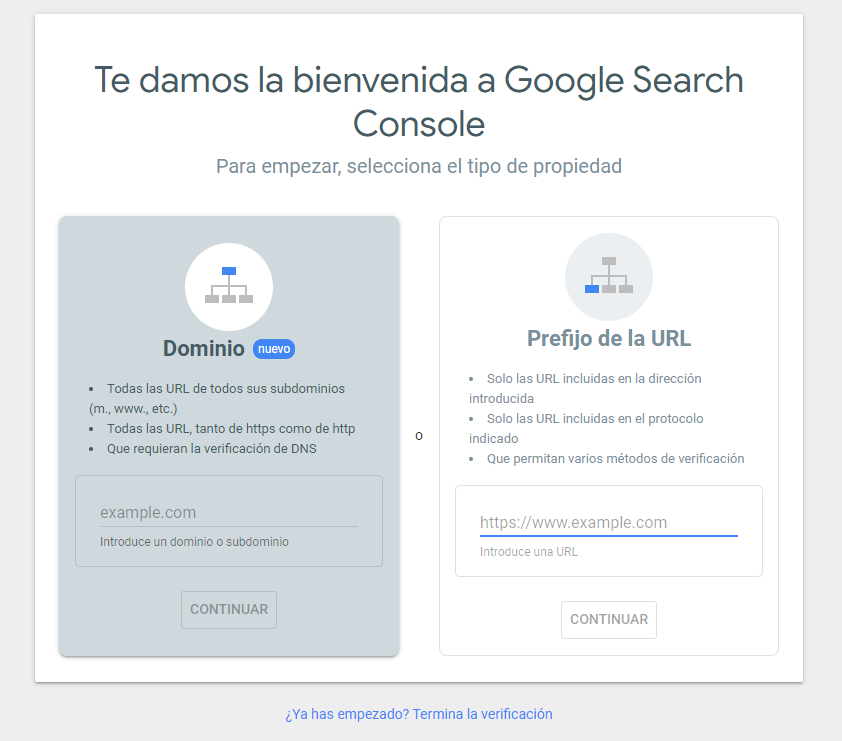 Te damos la bienvenida a Google Search
Console
Para empezar, selecciona el tipo de propiedad
Dominio nuevo
• Todas las URL de todos sus subdominios
(m., www., etc.)
• Todas las URL, tanto de https como de http
• Que requieran la verificación de DNS
example.com
Introduce un dominio o subdominio
CONTINUAR
o
Prefijo de la URL
• Solo las URL incluidas en la dirección
introducida
• Solo las URL incluidas en el protocolo
indicado
• Que permitan varios métodos de verificación
https://www.example.com
Introduce una URL
CONTINUAR
¿Ya has empezado? Termina la verificación